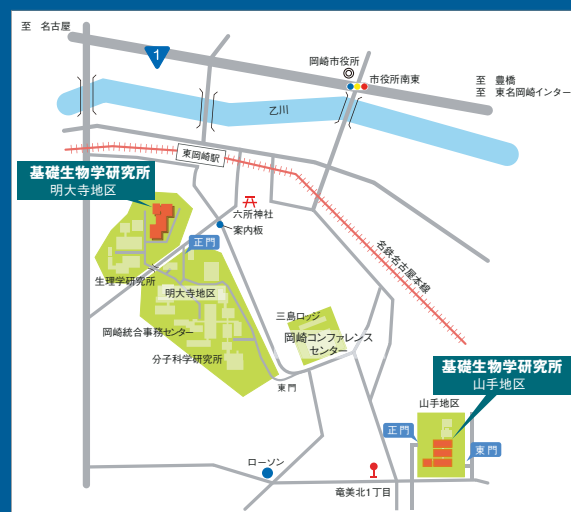 至 名古屋
1
岡崎市役所
市役所南東
至 豊橋
至 東名岡崎インター
乙川
東岡崎駅
基礎生物学研究所
明大寺地区
六所神社
案内板
正門
名鉄名古屋本線
生理学研究所
明大寺地区
三島ロッジ
岡崎統合事務センター
岡崎コンファレンス
センター
分子科学研究所
基礎生物学研究所
山手地区
東門
山手地区
正門
東門
ローソン
竜美北1丁目